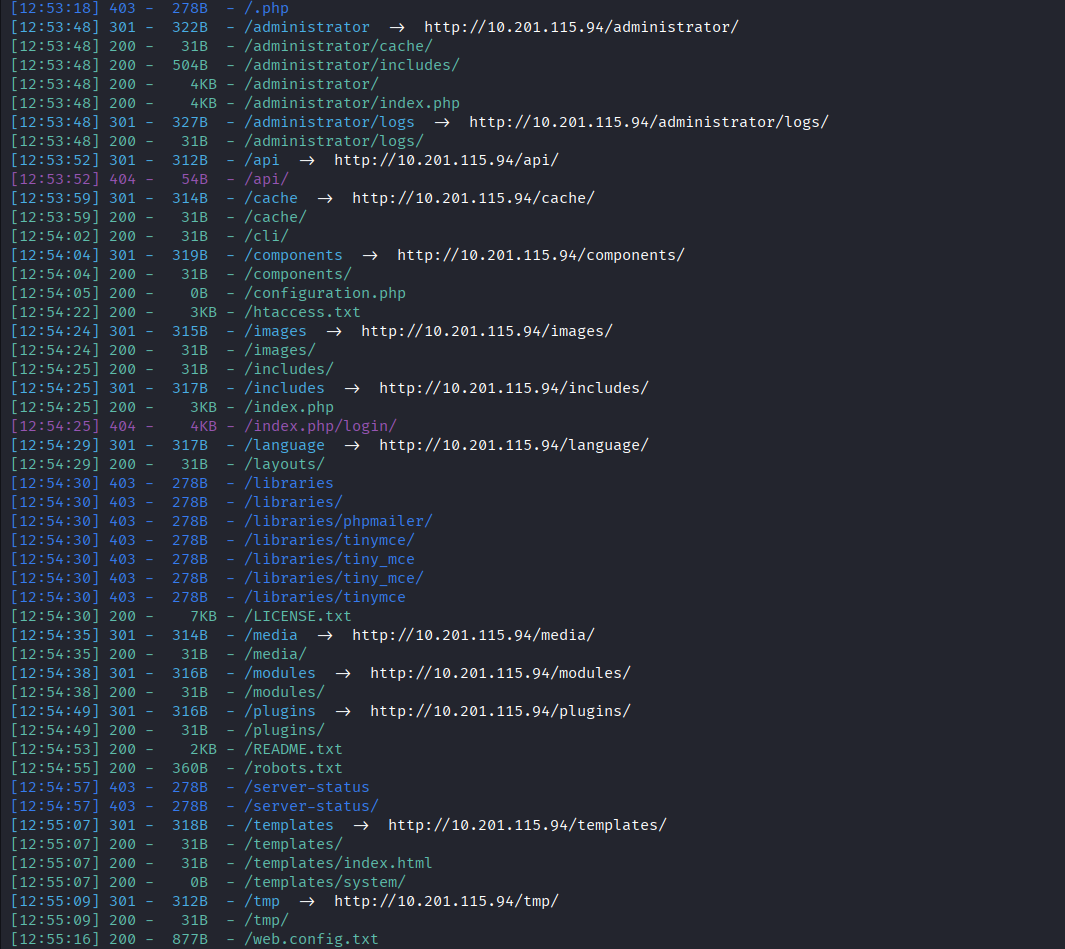 [12:53:18] 403 -  278B  - /.php
[12:53:48] 301 -  322B  - /administrator  →  http://10.201.115.94/administrator/
[12:53:48] 200 -   31B  - /administrator/cache/
[12:53:48] 200 -  504B  - /administrator/includes/
[12:53:48] 200 -    4KB - /administrator/
[12:53:48] 200 -    4KB - /administrator/index.php
[12:53:48] 301 -  327B  - /administrator/logs  →  http://10.201.115.94/administrator/logs/
[12:53:48] 200 -   31B  - /administrator/logs/
[12:53:52] 301 -  312B  - /api  →  http://10.201.115.94/api/
[12:53:52] 404 -   54B  - /api/
[12:53:59] 301 -  314B  - /cache  →  http://10.201.115.94/cache/
[12:53:59] 200 -   31B  - /cache/
[12:54:02] 200 -   31B  - /cli/
[12:54:04] 301 -  319B  - /components  →  http://10.201.115.94/components/
[12:54:04] 200 -   31B  - /components/
[12:54:05] 200 -    0B  - /configuration.php
[12:54:22] 200 -    3KB - /htaccess.txt
[12:54:24] 301 -  315B  - /images  →  http://10.201.115.94/images/
[12:54:24] 200 -   31B  - /images/
[12:54:25] 200 -   31B  - /includes/
[12:54:25] 301 -  317B  - /includes  →  http://10.201.115.94/includes/
[12:54:25] 200 -    3KB - /index.php
[12:54:25] 404 -    4KB - /index.php/login/
[12:54:29] 301 -  317B  - /language  →  http://10.201.115.94/language/
[12:54:29] 200 -   31B  - /layouts/
[12:54:30] 403 -  278B  - /libraries
[12:54:30] 403 -  278B  - /libraries/
[12:54:30] 403 -  278B  - /libraries/phpmailer/
[12:54:30] 403 -  278B  - /libraries/tinymce/
[12:54:30] 403 -  278B  - /libraries/tiny_mce
[12:54:30] 403 -  278B  - /libraries/tiny_mce/
[12:54:30] 403 -  278B  - /libraries/tinymce
[12:54:30] 200 -    7KB - /LICENSE.txt
[12:54:35] 301 -  314B  - /media  →  http://10.201.115.94/media/
[12:54:35] 200 -   31B  - /media/
[12:54:38] 301 -  316B  - /modules  →  http://10.201.115.94/modules/
[12:54:38] 200 -   31B  - /modules/
[12:54:49] 301 -  316B  - /plugins  →  http://10.201.115.94/plugins/
[12:54:49] 200 -   31B  - /plugins/
[12:54:53] 200 -    2KB - /README.txt
[12:54:55] 200 -  360B  - /robots.txt
[12:54:57] 403 -  278B  - /server-status
[12:54:57] 403 -  278B  - /server-status/
[12:55:07] 301 -  318B  - /templates  →  http://10.201.115.94/templates/
[12:55:07] 200 -   31B  - /templates/
[12:55:07] 200 -   31B  - /templates/index.html
[12:55:07] 200 -    0B  - /templates/system/
[12:55:09] 301 -  312B  - /tmp  →  http://10.201.115.94/tmp/
[12:55:09] 200 -   31B  - /tmp/
[12:55:16] 200 -  877B  - /web.config.txt